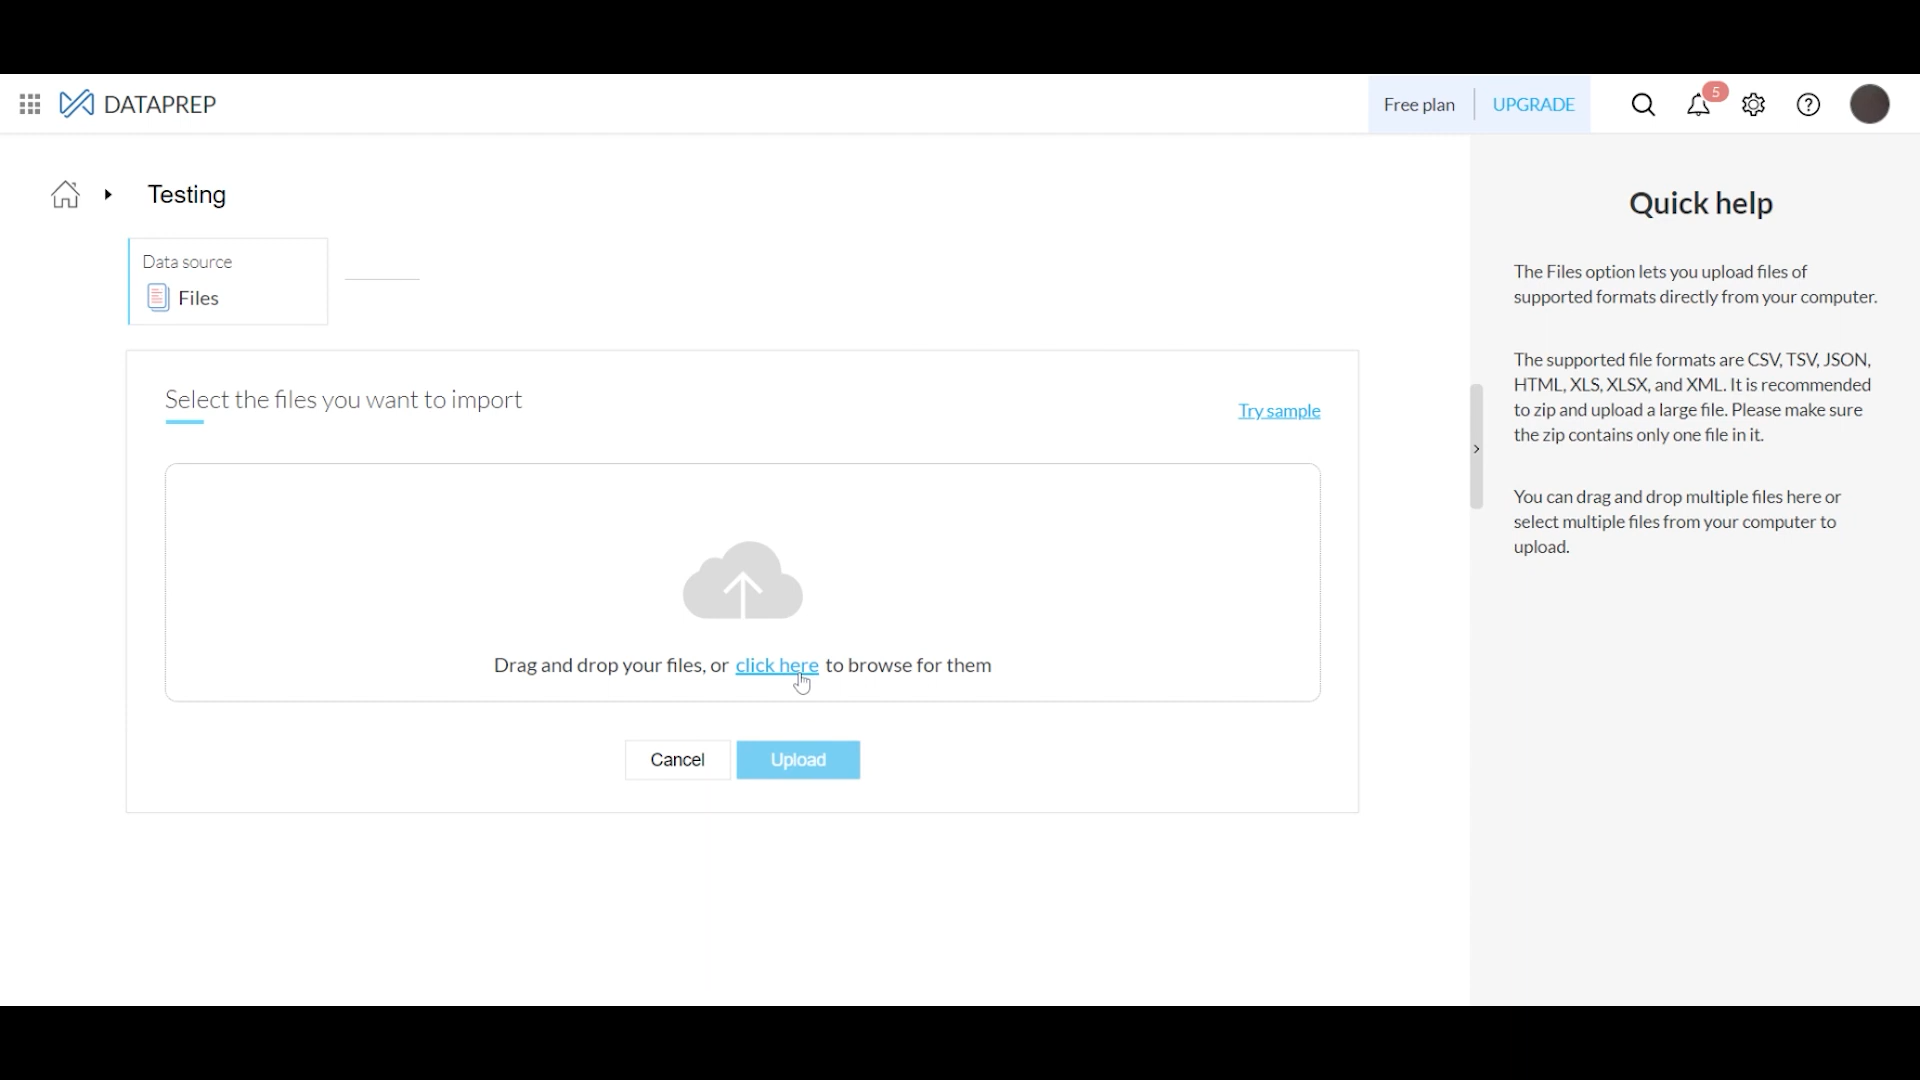 DATAPREP
Free plan
UPGRADE
5
Testing
Data source
Files
Select the files you want to import
Try sample
Drag and drop your files, or click here to browse for them
Cancel
Upload
Quick help
The Files option lets you upload files of
supported formats directly from your computer.
The supported file formats are CSV, TSV, JSON,
HTML, XLS, XLSX, and XML. It is recommended
to zip and upload a large file. Please make sure
the zip contains only one file in it.
You can drag and drop multiple files here or
select multiple files from your computer to
upload.